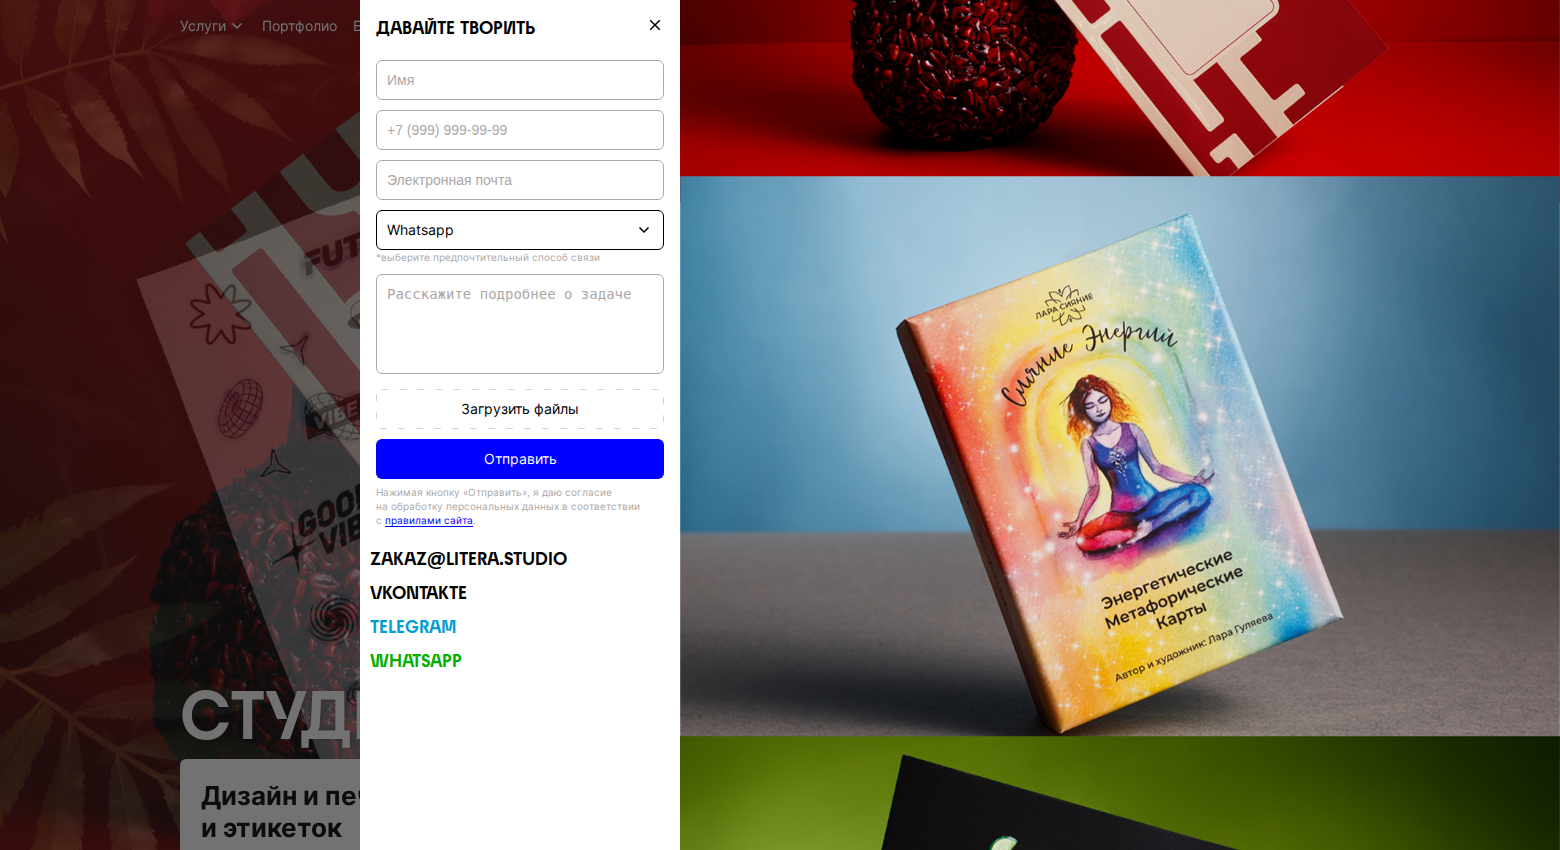 Услуги
Портфолио
ДАВАЙТЕ ТВОРИТЬ
Имя
+7 (999) 999-99-99
Электронная почта
Whatsapp
*выберите предпочтительный способ связи
Расскажите подробнее о задаче
Загрузить файлы
Отправить
Нажимая кнопку «Отправить», я даю согласие
на обработку персональных данных в соответствии
с правилами сайта.
ZAKAZ@LITERA.STUDIO
VKONTAKTE
TELEGRAM
WHATSAPP
FUT
VIBE
GOOD
VIBE
СТУД
Дизайн и печ
и этикеток
ЛАРА СИЯНИЕ
Сияние Энергий
Энергетические
Метафорические
Карты
Автор и художник: Лара Гуляева